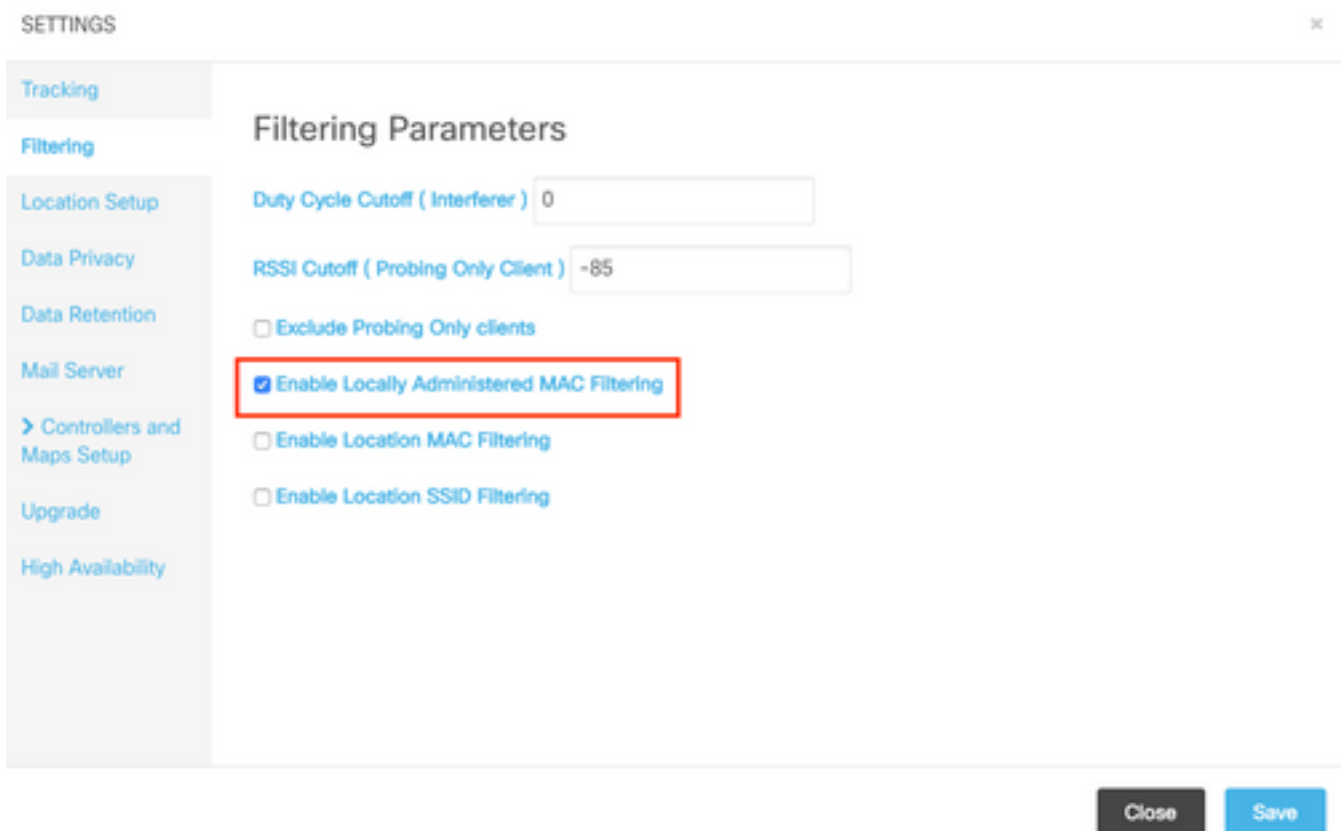 SETTINGS
×
Tracking
Filtering
Location Setup
Data Privacy
Data Retention
Mail Server
Controllers and
Maps Setup
Upgrade
High Availability
Filtering Parameters
Duty Cycle Cutoff ( Interferer ) 0
RSSI Cutoff ( Probing Only Client ) -85
Exclude Probing Only clients
Enable Locally Administered MAC Filtering
Enable Location MAC Filtering
Enable Location SSID Filtering
Close Save